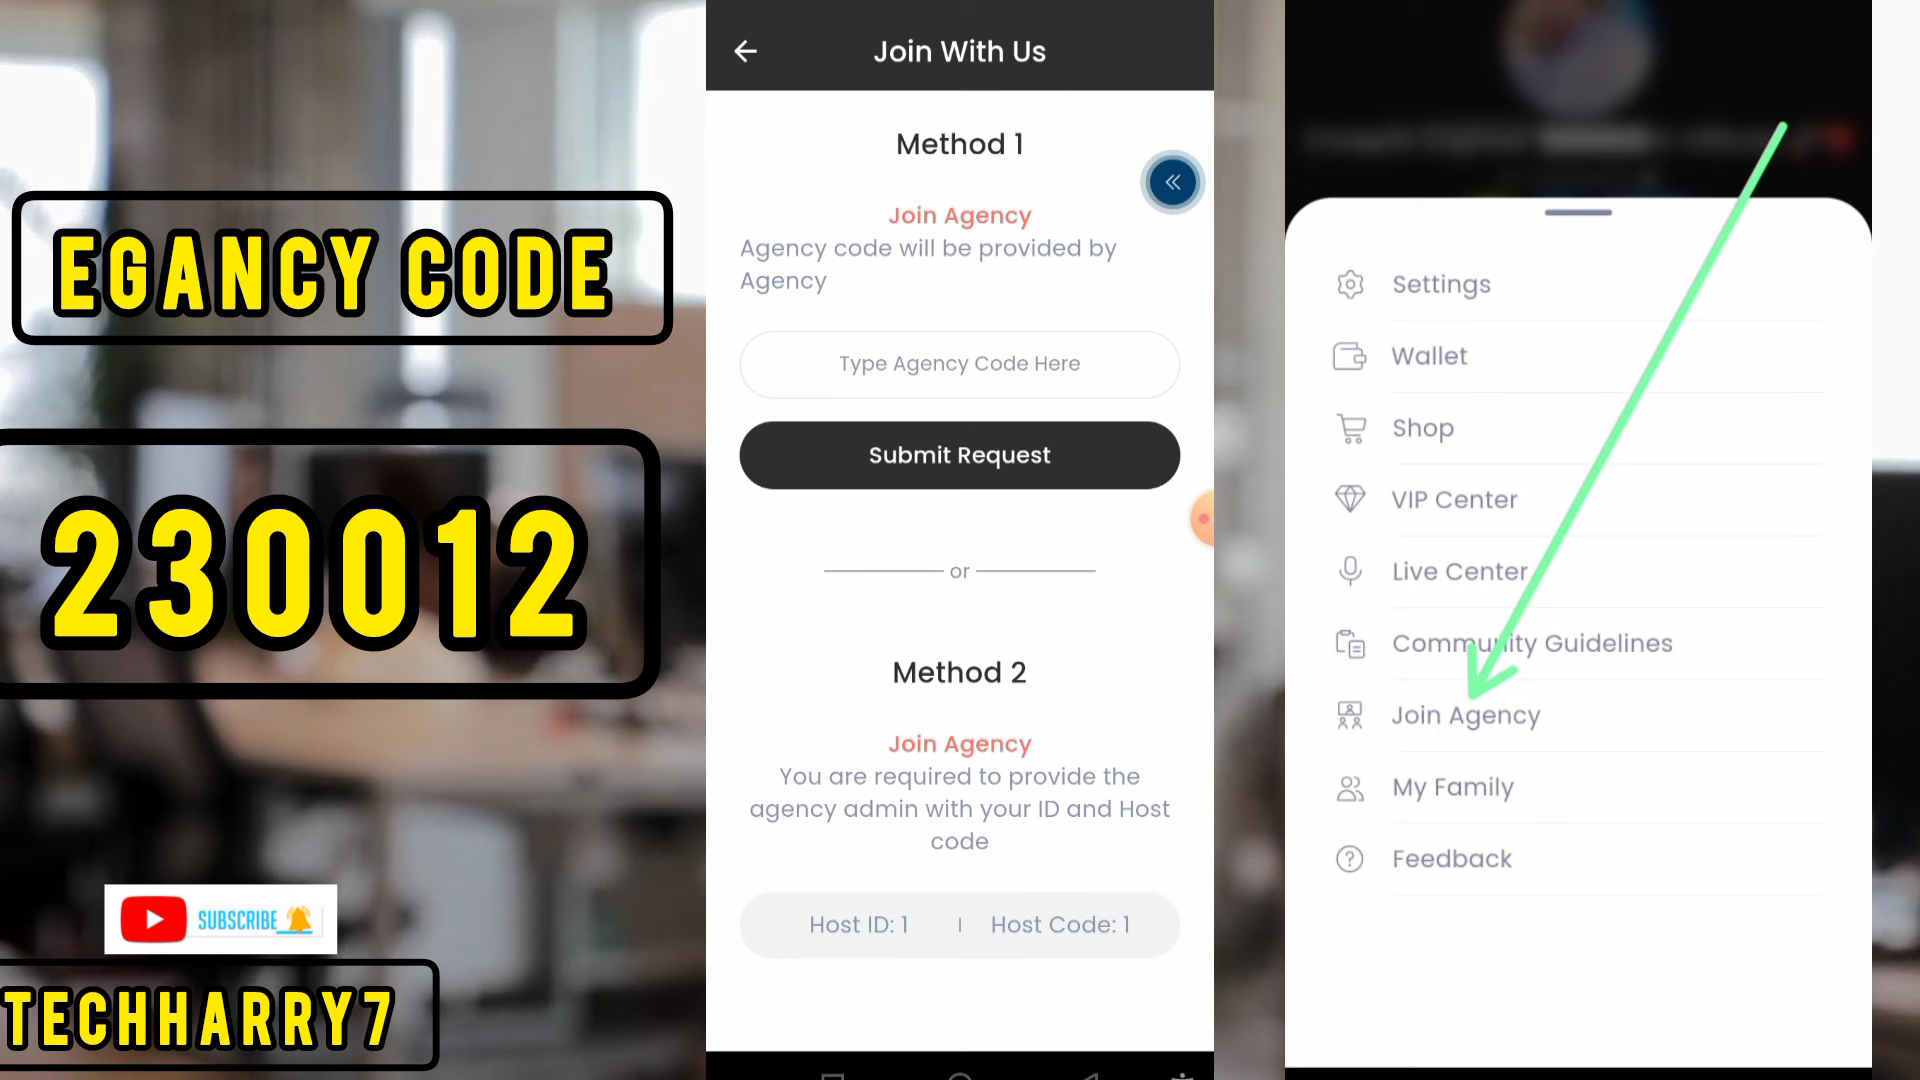 EGANCY CODE
230012
SUBSCRIBE
TECHHARRY7
Join With Us
Method 1
Join Agency
Agency code will be provided by
Agency
Type Agency Code Here
Submit Request
or
Method 2
Join Agency
You are required to provide the
agency admin with your ID and Host
code
Host ID: 1 | Host Code: 1
Settings
Wallet
Shop
VIP Center
Live Center
Community Guidelines
Join Agency
My Family
Feedback